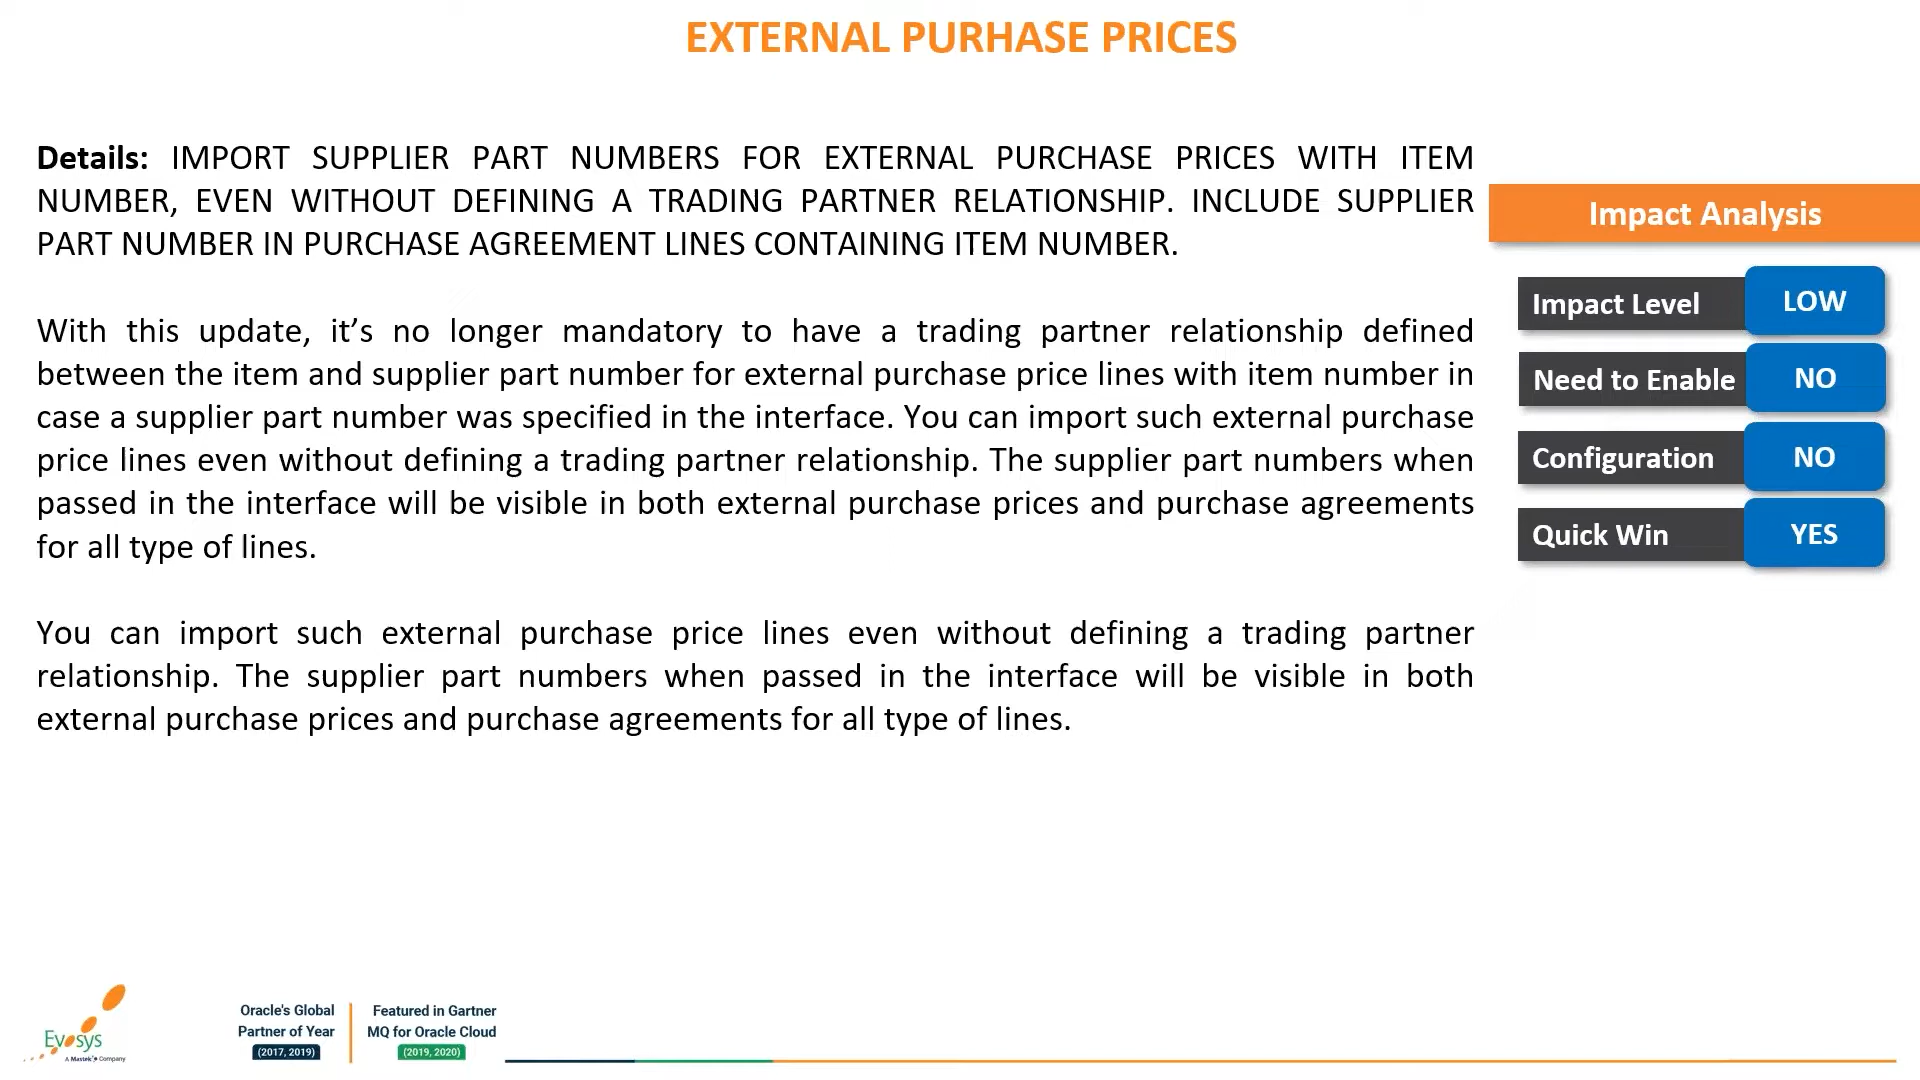 EXTERNAL PURHASE PRICES
Details: IMPORT SUPPLIER PART NUMBERS FOR EXTERNAL PURCHASE PRICES WITH ITEM
NUMBER, EVEN WITHOUT DEFINING A TRADING PARTNER RELATIONSHIP. INCLUDE SUPPLIER
PART NUMBER IN PURCHASE AGREEMENT LINES CONTAINING ITEM NUMBER.
With this update, it’s no longer mandatory to have a trading partner relationship defined
between the item and supplier part number for external purchase price lines with item number in
case a supplier part number was specified in the interface. You can import such external purchase
price lines even without defining a trading partner relationship. The supplier part numbers when
passed in the interface will be visible in both external purchase prices and purchase agreements
for all type of lines.
You can import such external purchase price lines even without defining a trading partner
relationship. The supplier part numbers when passed in the interface will be visible in both
external purchase prices and purchase agreements for all type of lines.
Impact Analysis
Impact Level LOW
Need to Enable NO
Configuration NO
Quick Win YES
Evosys
A Mastek Company
Oracle's Global
Partner of Year
(2017, 2019)
Featured in Gartner
MQ for Oracle Cloud
(2019, 2020)